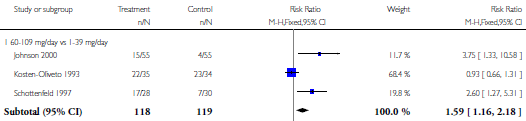 Study or subgroup Treatment Control Risk Ratio Weight Risk Ratio
n/N n/N M-H,Fixed,95% CI M-H,Fixed,95% CI
1 60-109 mg/day vs 1-39 mg/day
Johnson 2000 15/55 4/55 11.7 % 3.75 [ 1.33, 10.58 ]
Kosten-Oliveto 1993 22/35 23/34 68.4 % 0.93 [ 0.66, 1.31 ]
Schottenfeld 1997 17/28 7/30 19.8 % 2.60 [ 1.27, 5.31 ]
Subtotal (95% CI) 118 119 100.0 % 1.59 [ 1.16, 2.18 ]